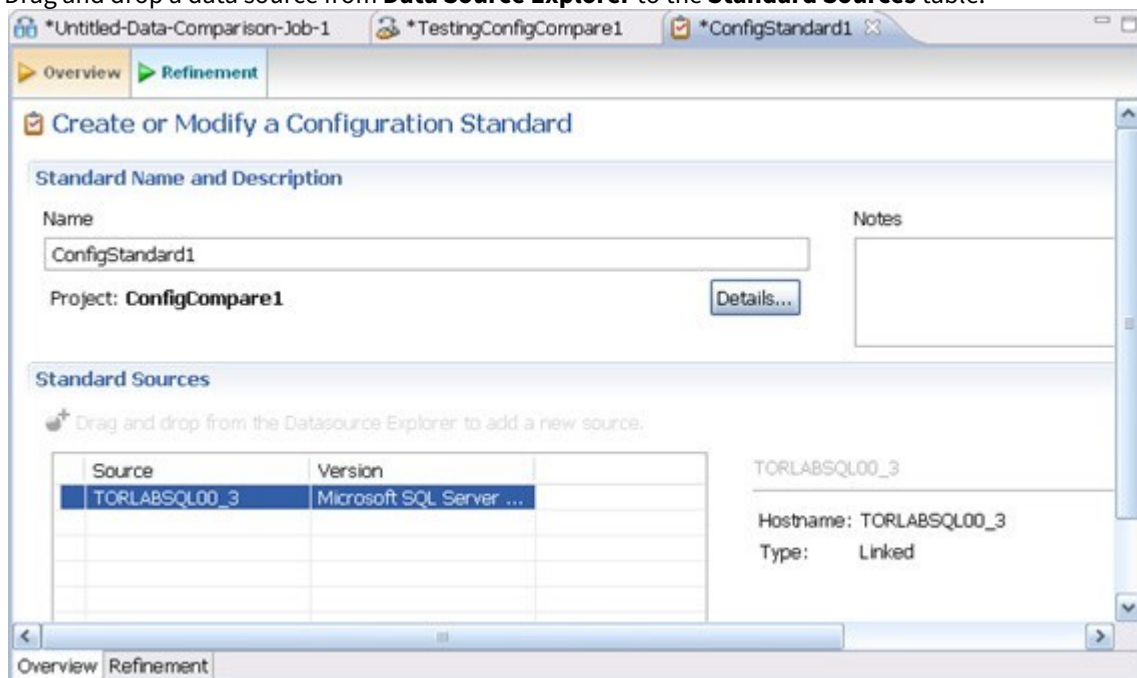 Drag and drop a data source from Data Source Explorer to the Standard Sources table.
*Untitled-Data-Comparison-Job-1 *TestingConfigCompare1 *ConfigStandard1
Overview Refinement
Create or Modify a Configuration Standard
Standard Name and Description
Name Notes
ConfigStandard1
Project: ConfigCompare1 Details...
Standard Sources
Drag and drop from the Datasource Explorer to add a new source.
Source Version TORLABSQL00_3
TORLABSQL00_3 Microsoft SQL Server ...
Hostname: TORLABSQL00_3
Type: Linked
Overview Refinement